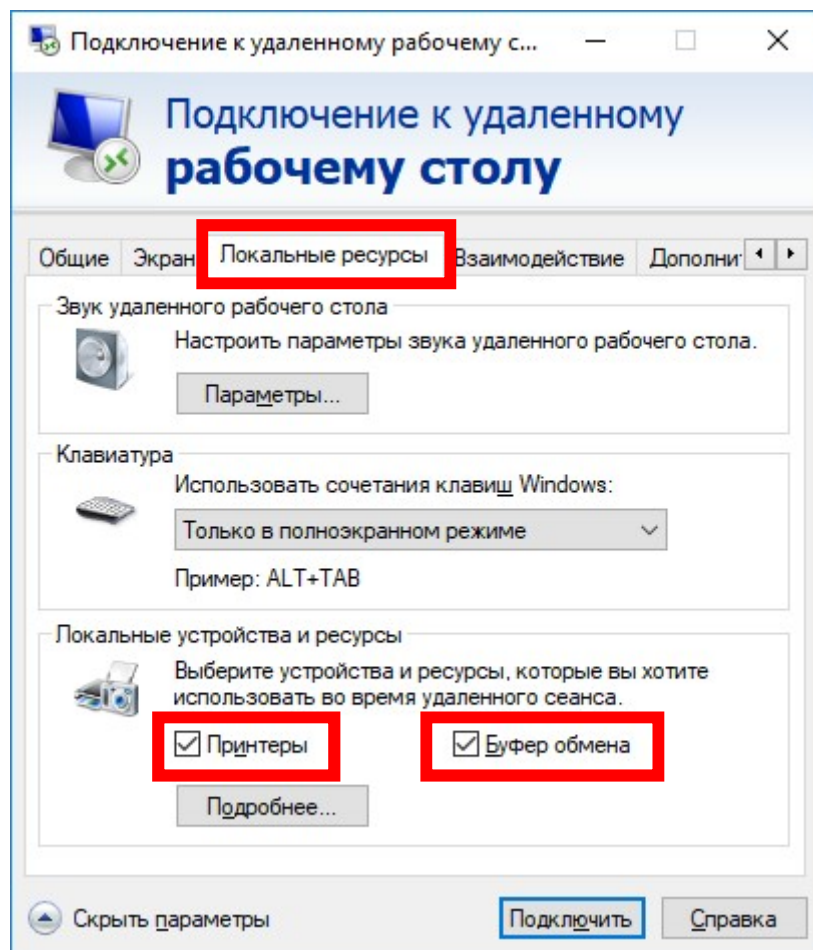 Подключение к удаленному рабочему с...
Подключение к удаленному
рабочему столу
Общие Экран Локальные ресурсы Взаимодействие Дополни
Звук удаленного рабочего стола
Настроить параметры звука удаленного рабочего стола.
Параметры...
Клавиатура
Использовать сочетания клавиш Windows:
Только в полноэкранном режиме
Пример: ALT+TAB
Локальные устройства и ресурсы
Выберите устройства и ресурсы, которые вы хотите
использовать во время удаленного сеанса.
Принтеры Буфер обмена
Подробнее...
Скрыть параметры Подключить Справка